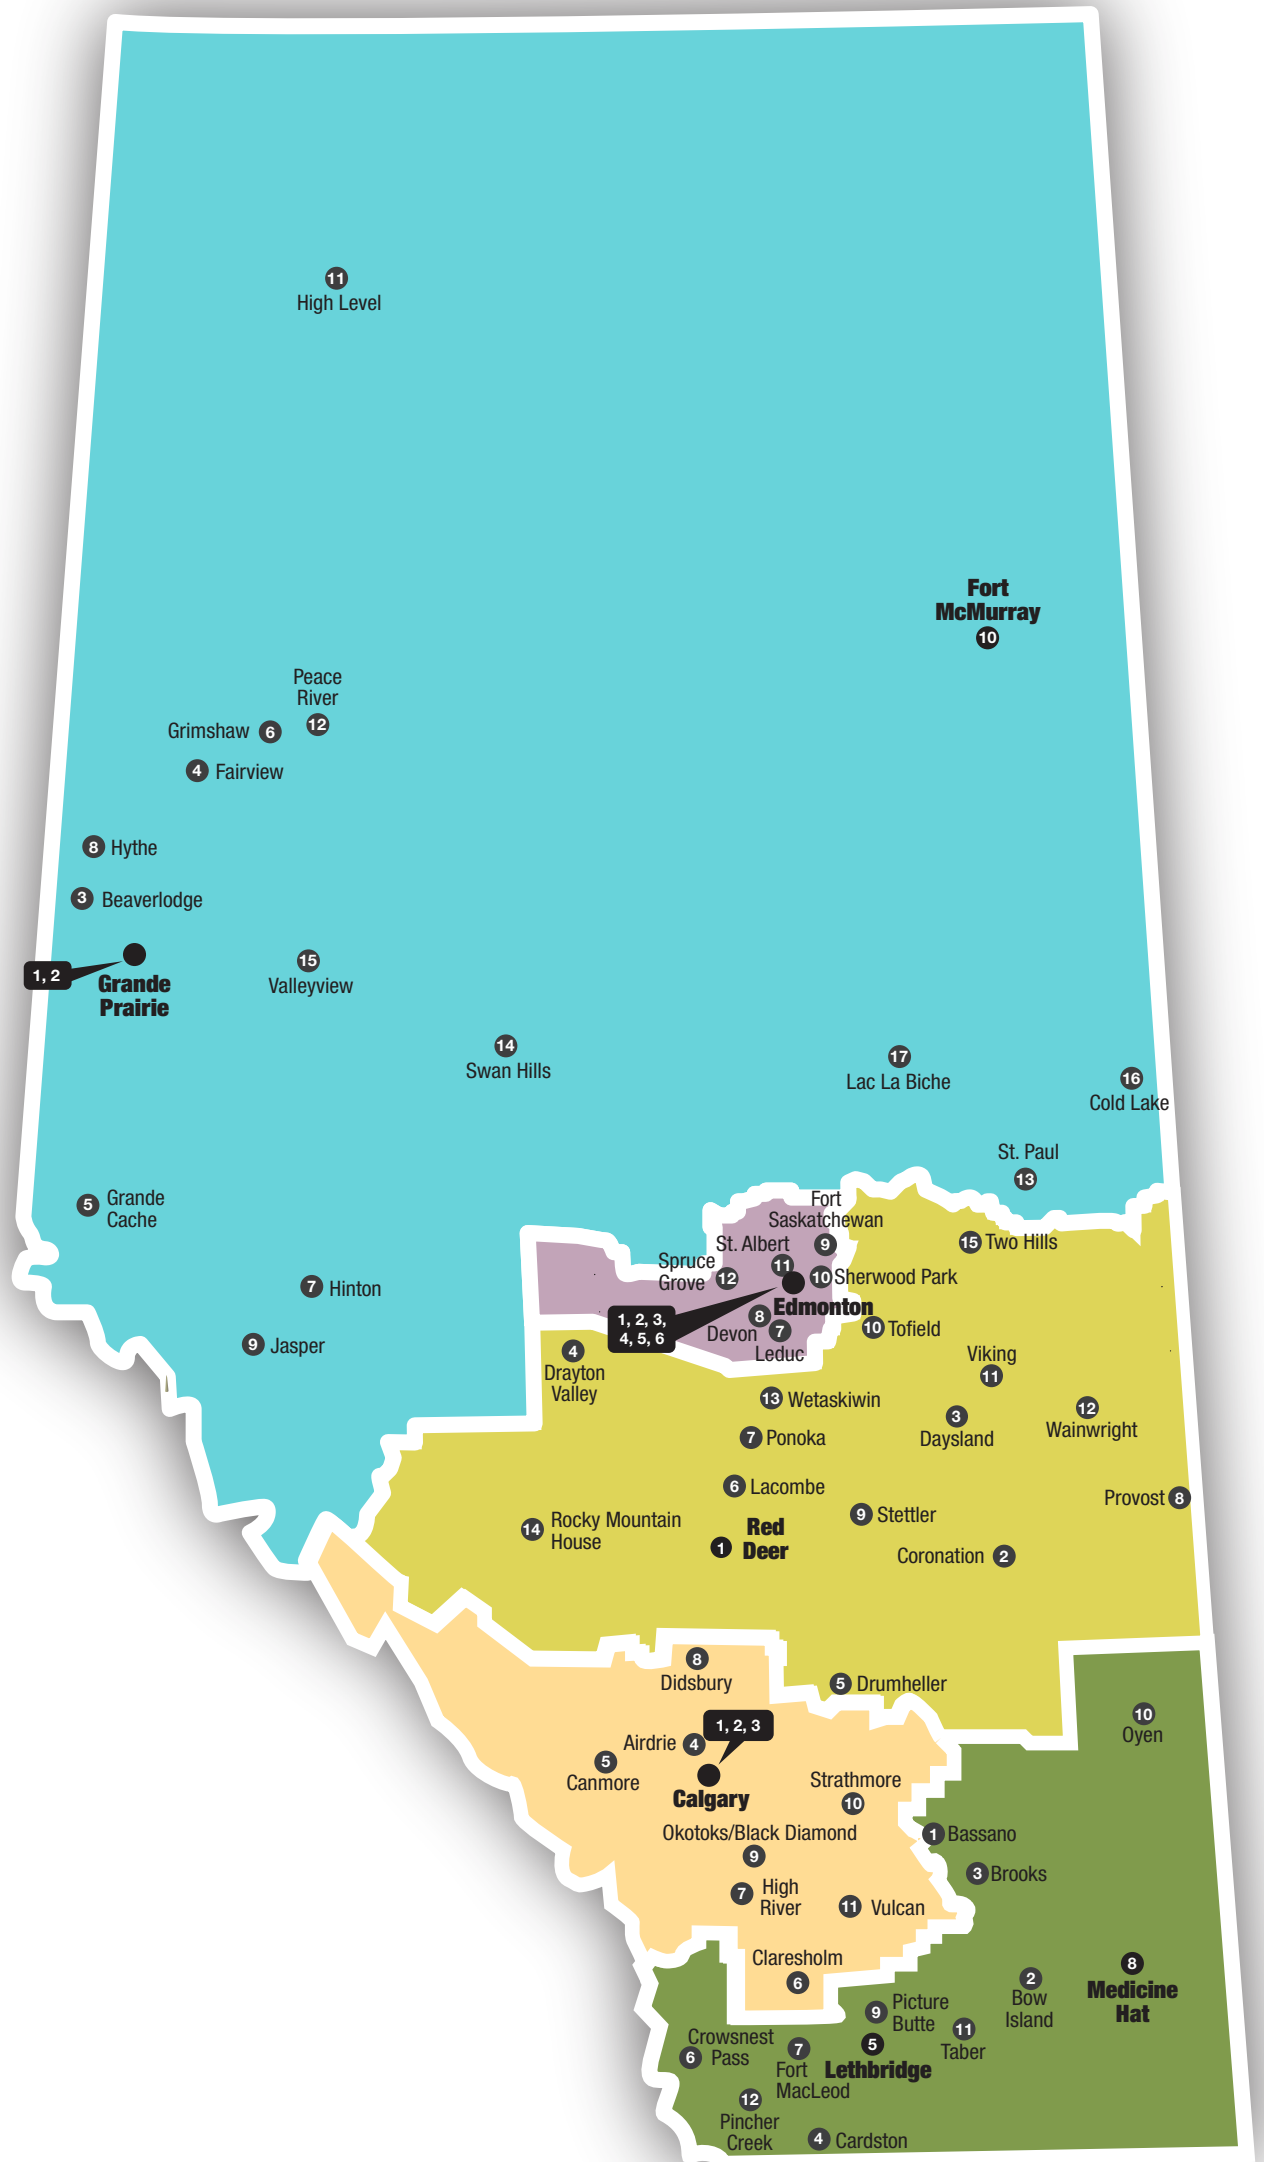 11
High Level
Fort
McMurray
10
Peace
River
12
Grimshaw 6
4 Fairview
8 Hythe
3 Beaverlodge
1, 2
Grande
Prairie
15
Valleyview
14
Swan Hills
17
Lac La Biche
16
Cold Lake
St. Paul
13
5 Grande
Cache
7 Hinton
9 Jasper
Fort
Saskatchewan
9
St. Albert
11
Spruce
Grove 12
10 Sherwood Park
Edmonton
1, 2, 3,
4, 5, 6
8
Devon
7
Leduc
15 Two Hills
10 Tofield
4
Drayton
Valley
Viking
11
13 Wetaskiwin
3
Daysland
12
Wainwright
7 Ponoka
6 Lacombe
Provost 8
9 Stettler
14 Rocky Mountain
House
1 Red
Deer
Coronation 2
5 Drumheller
8
Didsbury
1, 2, 3
Airdrie 4
5
Canmore
Calgary
Strathmore
10
Okotoks/Black Diamond
9
7 High
River
11 Vulcan
Claresholm
6
10
Oyen
1 Bassano
3 Brooks
8
Medicine
Hat
2
Bow
Island
9 Picture
Butte
11
Taber
5
Lethbridge
Crowsnest
6 Pass
7
Fort
MacLeod
12
Pincher
Creek
4 Cardston